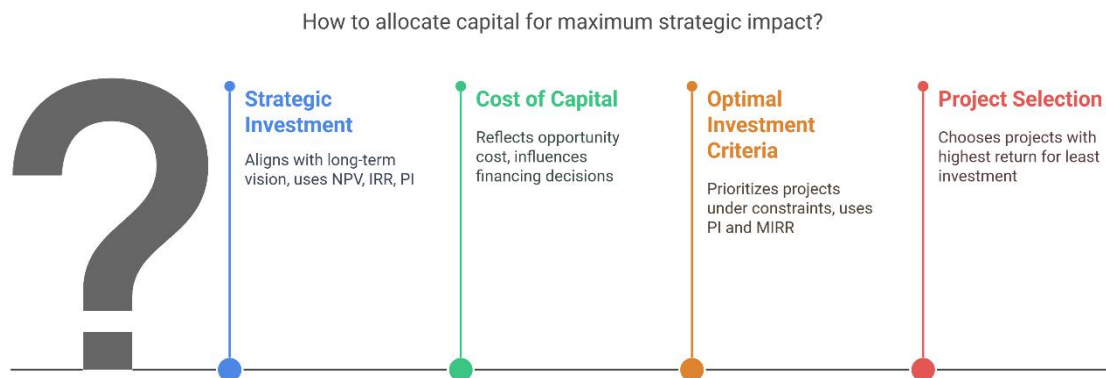 How to allocate capital for maximum strategic impact?
Strategic
Investment
Aligns with long-term
vision, uses NPV, IRR, PI
Cost of Capital
Reflects opportunity
cost, influences
financing decisions
Optimal
Investment
Criteria
Prioritizes projects
under constraints, uses
PI and MIRR
Project Selection
Chooses projects with
highest return for least
investment